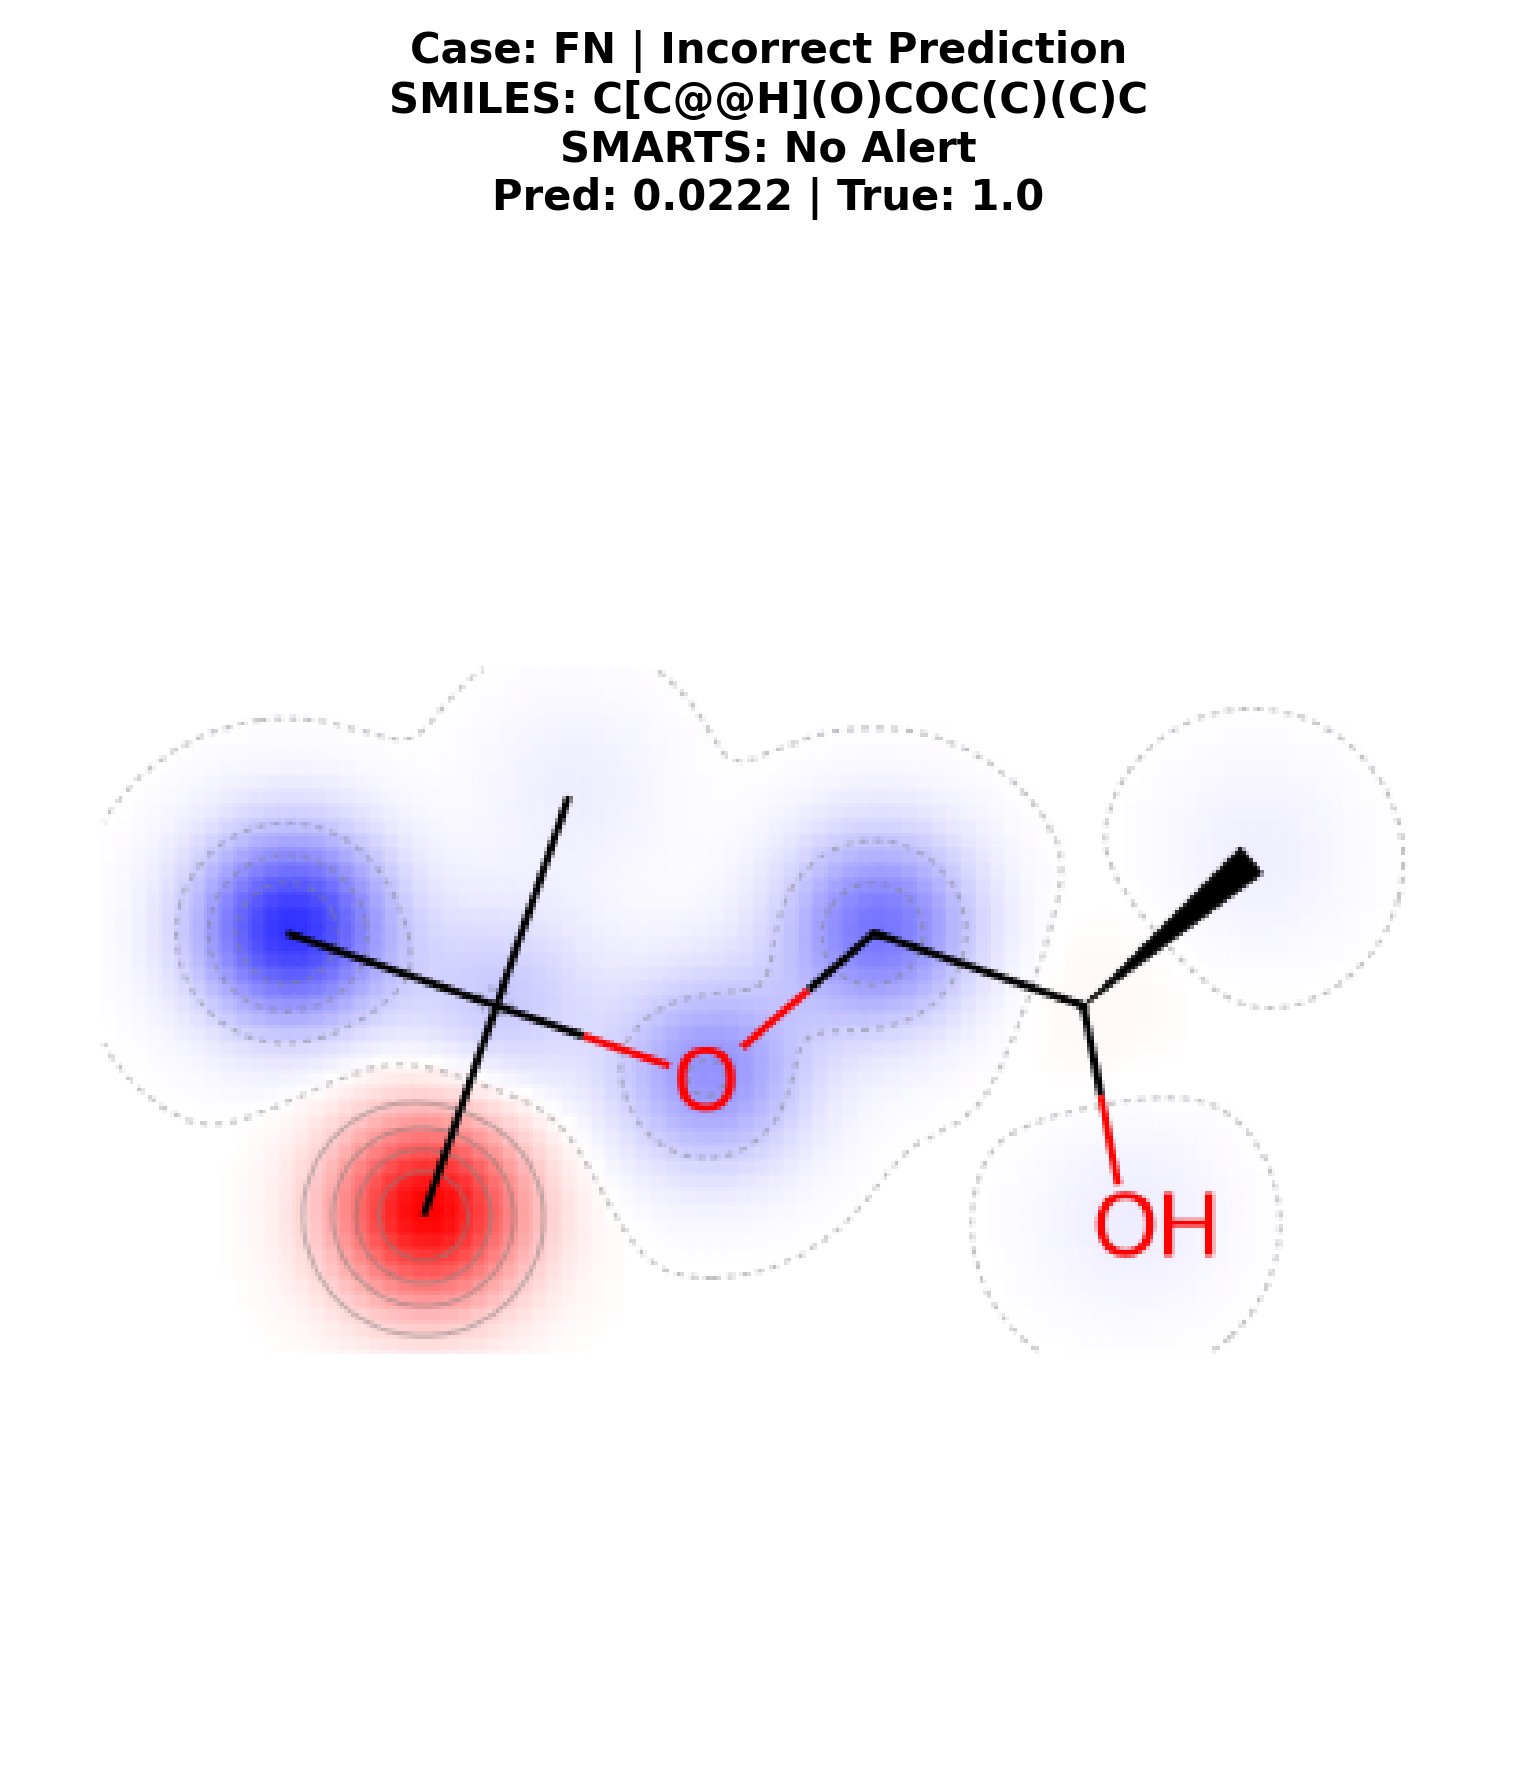 Case: FN | Incorrect Prediction
SMILES: C[C@@H](O)COC(C)(C)C
SMARTS: No Alert
Pred: 0.0222 | True: 1.0
O
OH